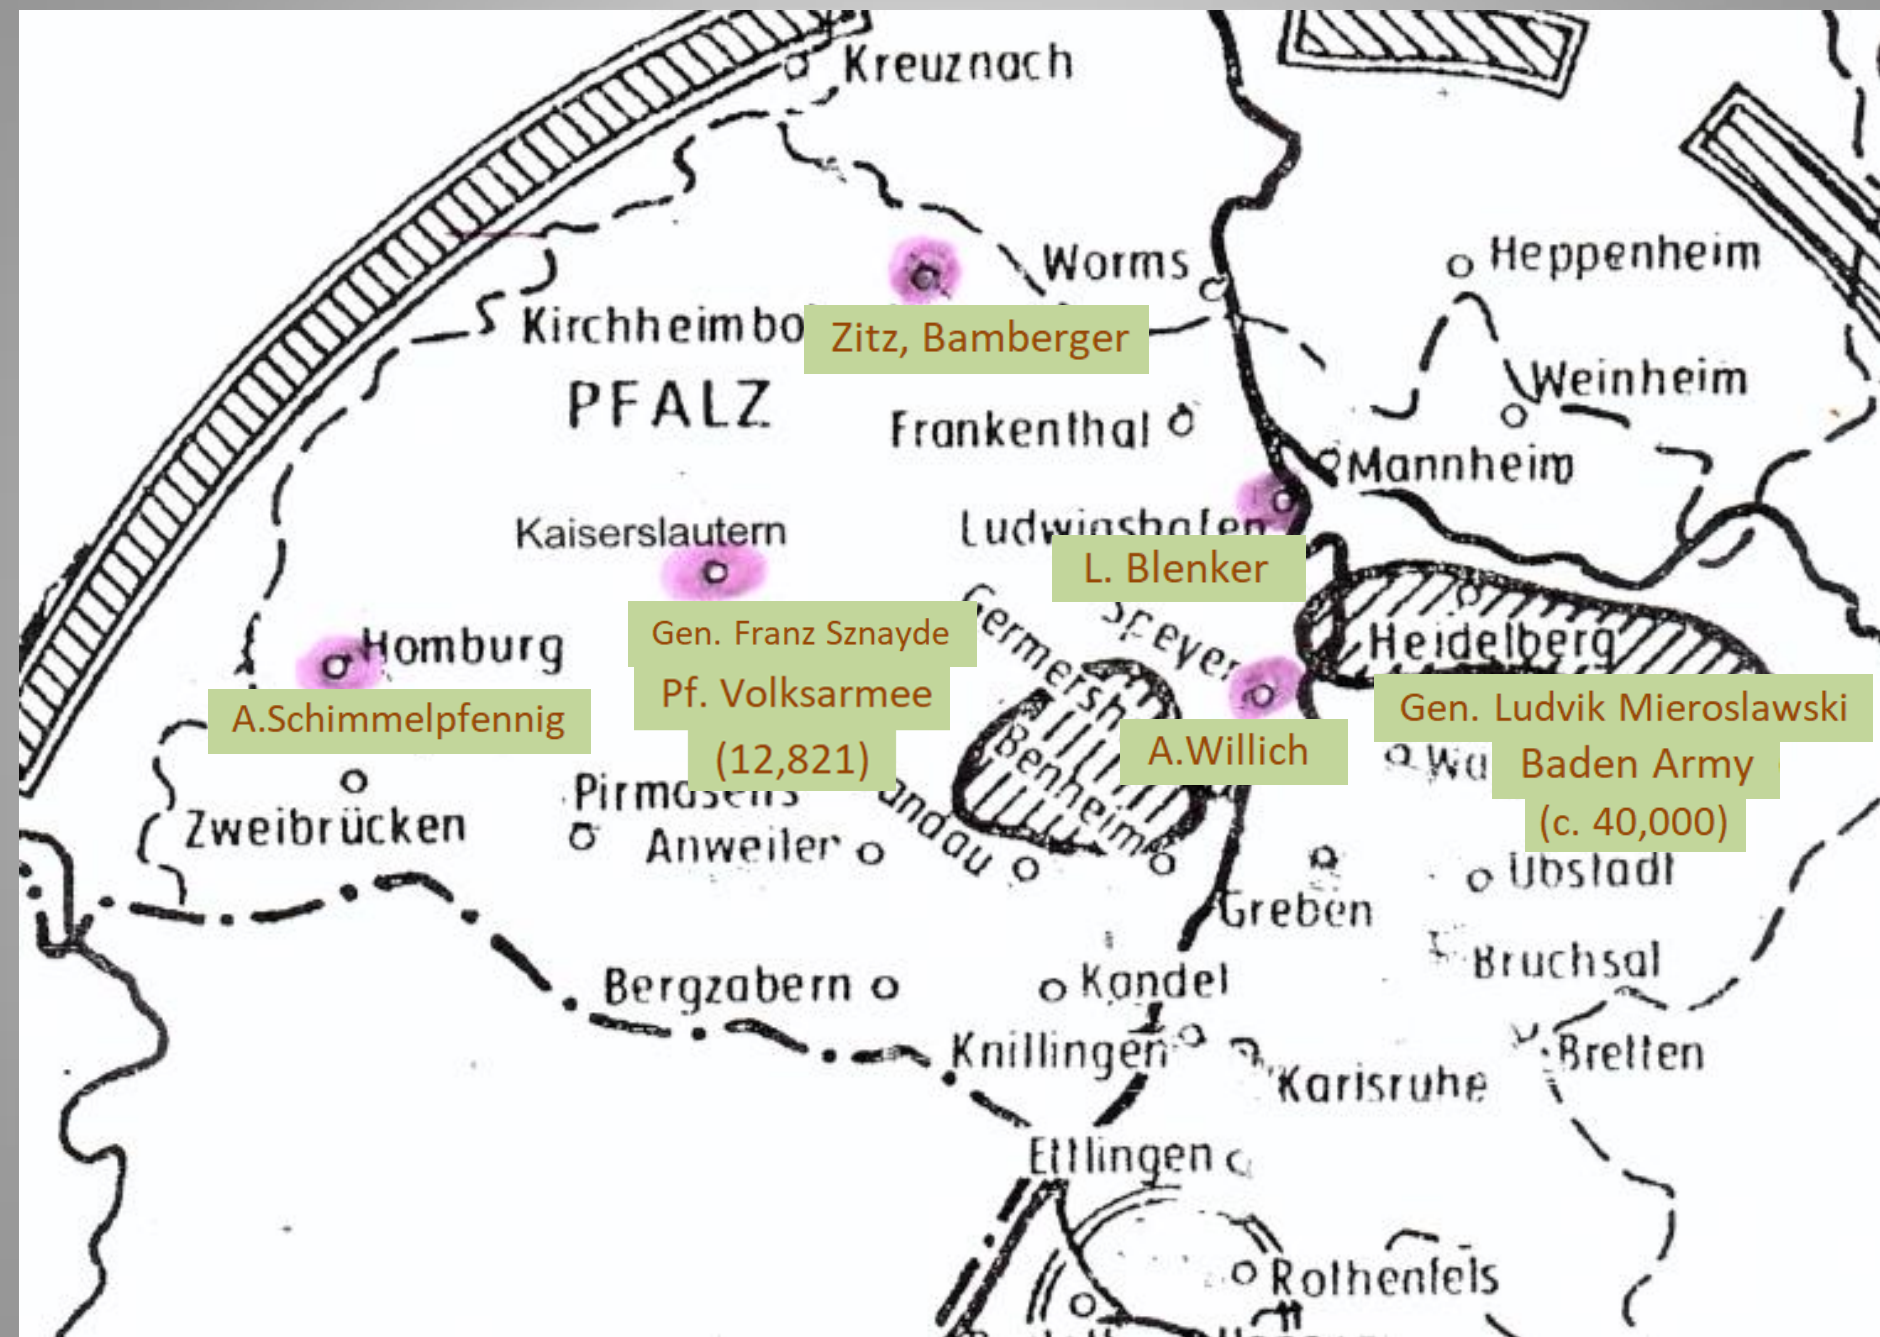 Kreuznach
Worms
Heppenheim
Zitz, Bamberger
PFALZ
Weinheim
Frankenthal
Mannheim
Kaiserslautern
L. Blenker
Homburg
Gen. Franz Sznayde
Heidelberg
Speyer
A.Schimmelpfennig
Pf. Volksarmee
Gen. Ludvik Mieroslawski
(12,821)
A.Willich
Baden Army
(c. 40,000)
Zweibrücken
Anweiler
Ubstadt
Greben
Bruchsal
Bergzabern
Kandel
Knillingen
Bretten
Karlsruhe
Ettlingen
Rothenfels